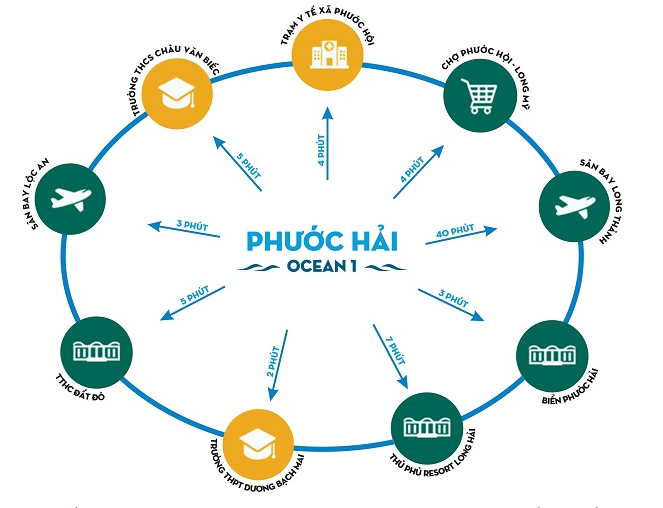 TRẠM Y TẾ XÃ PHƯỚC HỘI
TRƯỜNG THCS CHÂU VĂN BIẾC
CHỢ PHƯỚC HỘI - LONG MỸ
SÂN BAY LỘC AN
SÂN BAY LONG THÀNH
5 PHÚT
4 PHÚT
4 PHÚT
3 PHÚT
40 PHÚT
PHƯỚC HẢI
OCEAN 1
5 PHÚT
3 PHÚT
2 PHÚT
7 PHÚT
TTHC ĐẤT ĐỎ
BIỂN PHƯỚC HẢI
TRƯỜNG THPT DƯƠNG BẠCH MAI
THỦ PHỦ RESORT LONG HẢI